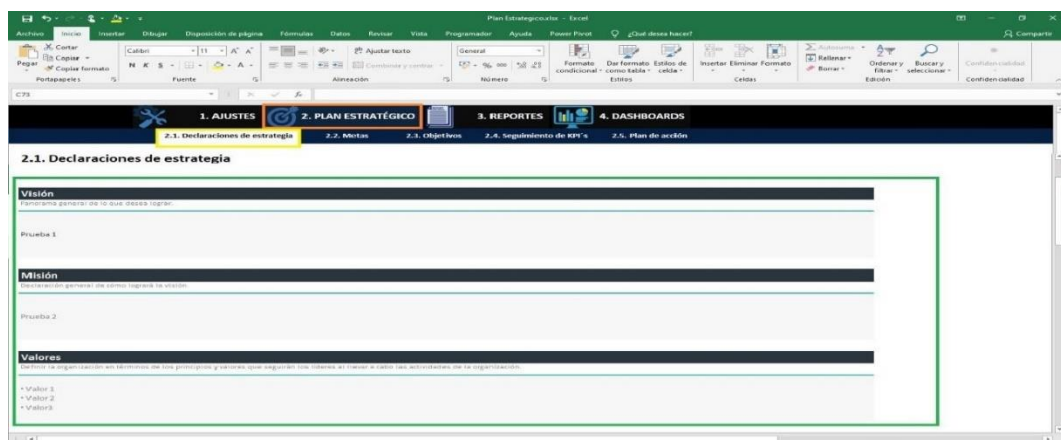 Plan Estrategico.xlsx - Excel
Archivo Inicio Insertar Dibujar Disposición de página Fórmulas Datos Revisar Vista Programador Ayuda Power Pivot ¿Qué desea hacer? Compartir
Pegar
Cortar
Copiar
Copiar formato
Calibri 11
N K S
Ajustar texto
Combinar y centrar
General
% 000
Formato condicional
Dar formato como tabla
Estilos de celda
Insertar Eliminar Formato
Autosuma
Rellenar
Borrar
Ordenar y filtrar
Buscar y seleccionar
Confidencialidad
Portapapeles Fuente Alineación Número Estilos Celdas Edición Confidencialidad
C73
1. AJUSTES 2. PLAN ESTRATÉGICO 3. REPORTES 4. DASHBOARDS
2.1. Declaraciones de estrategia 2.2. Metas 2.3. Objetivos 2.4. Seguimiento de KPI´s 2.5. Plan de acción
2.1. Declaraciones de estrategia
Visión
Panorama general de lo que desea lograr.
Prueba 1
Misión
Declaración general de cómo logrará la visión
Prueba 2
Valores
Definir la organización en términos de los principios y valores que seguirán los líderes al llevar a cabo las actividades de la organización.
• Valor 1
• Valor 2
• Valor3